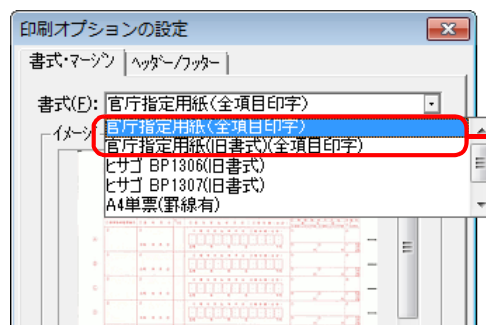 印刷オプションの設定
書式・マージン
ヘッダー/フッター
書式(F): 官庁指定用紙(全項目印字)
イメージ
官庁指定用紙(全項目印字)
官庁指定用紙(旧書式)(全項目印字)
ヒサゴ BP1306(旧書式)
ヒサゴ BP1307(旧書式)
A4単票(罫線有)